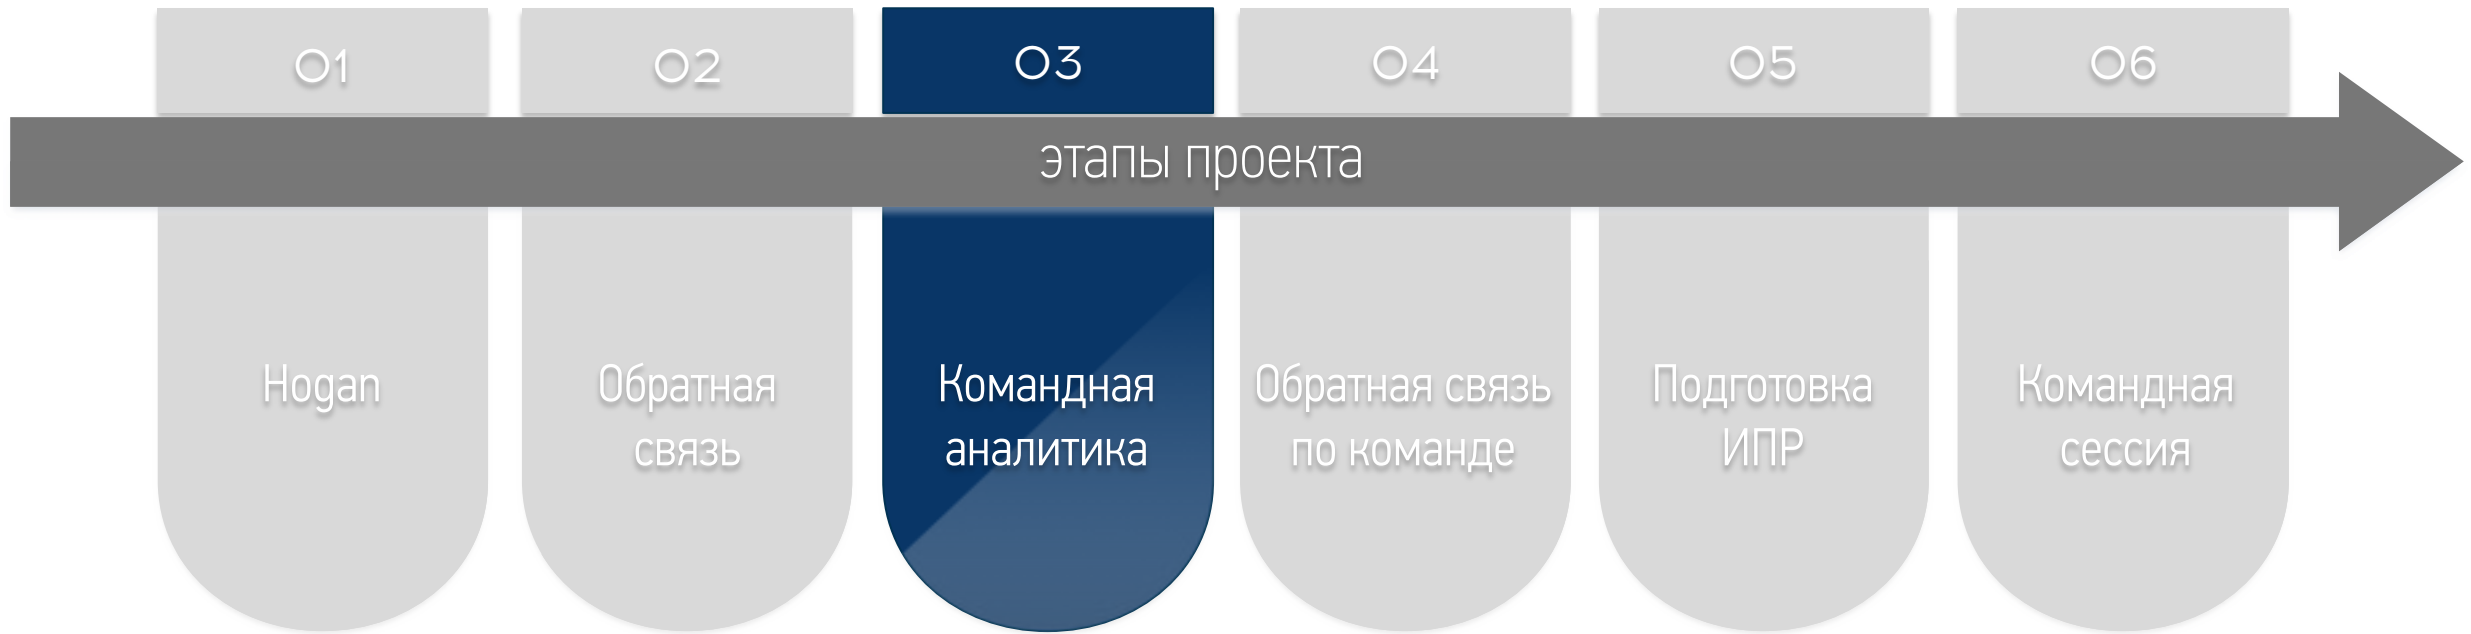 01
02
03
04
05
06
этапы проекта
Hogan
Обратная
связь
Командная
аналитика
Обратная связь
по команде
Подготовка
ИПР
Командная
сессия